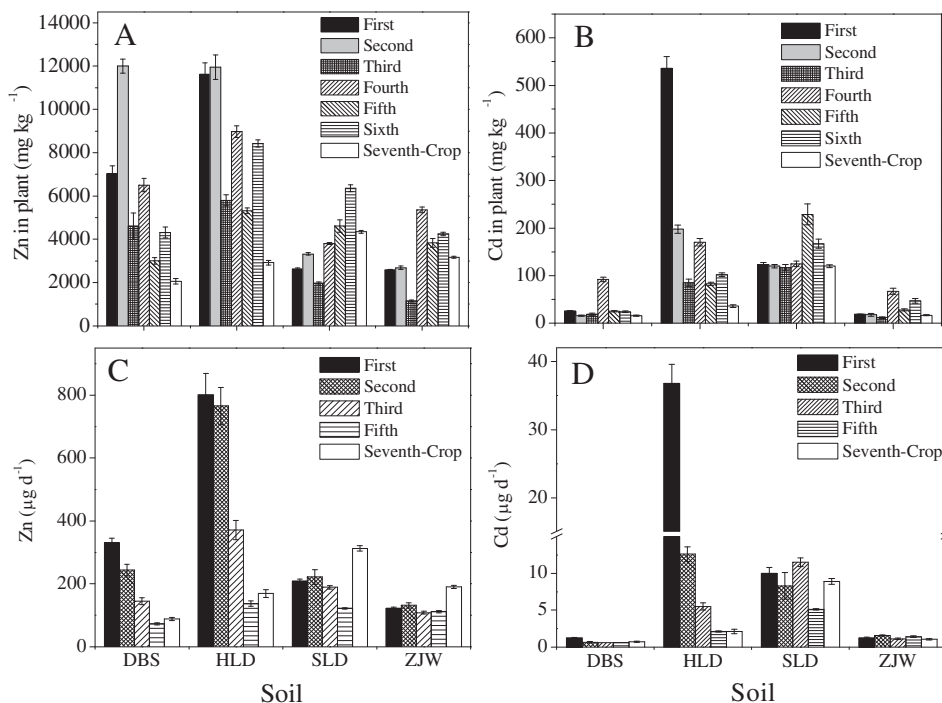 A
Zn in plant (mg kg⁻¹)
14000
12000
10000
8000
6000
4000
2000
0
First
Second
Third
Fourth
Fifth
Sixth
Seventh-Crop
B
Cd in plant (mg kg⁻¹)
600
500
400
300
200
100
0
First
Second
Third
Fourth
Fifth
Sixth
Seventh-Crop
C
Zn (µg d⁻¹)
800
600
400
200
0
First
Second
Third
Fifth
Seventh-Crop
DBS HLD SLD ZJW
Soil
D
Cd (µg d⁻¹)
40
30
20
10
5
0
First
Second
Third
Fifth
Seventh-Crop
DBS HLD SLD ZJW
Soil